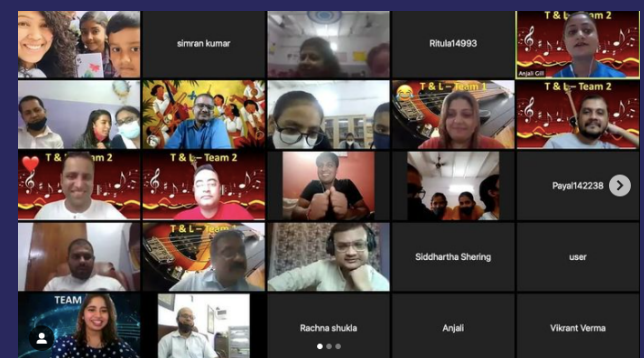 simran kumar
Ritula14993
T & L – Team 2
Anjali Gill
T & L – Team 1
T & L – Team 2
T & L – Team 2
T & L – Team 2
Payal142238
T & L –
Siddhartha Shering
user
TEAM
Rachna shukla
Anjali
Vikrant Verma